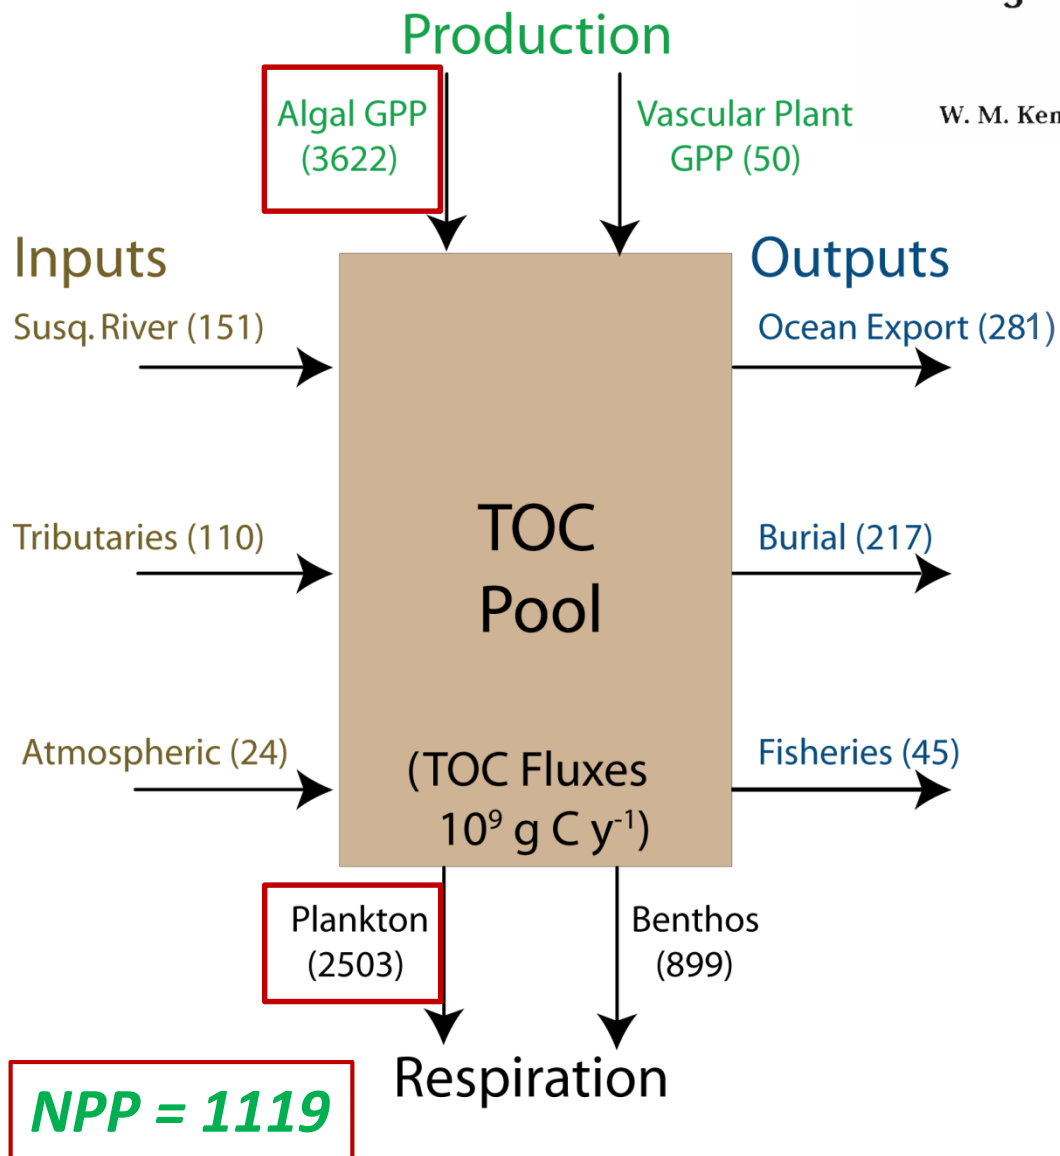 Production
W. M. Kem
Algal GPP
(3622)
Vascular Plant
GPP (50)
Inputs
Outputs
Susq. River (151)
Ocean Export (281)
Tributaries (110)
Burial (217)
TOC
Pool
Atmospheric (24)
Fisheries (45)
(TOC Fluxes
10⁹ g C y⁻¹)
Plankton
(2503)
Benthos
(899)
Respiration
NPP = 1119